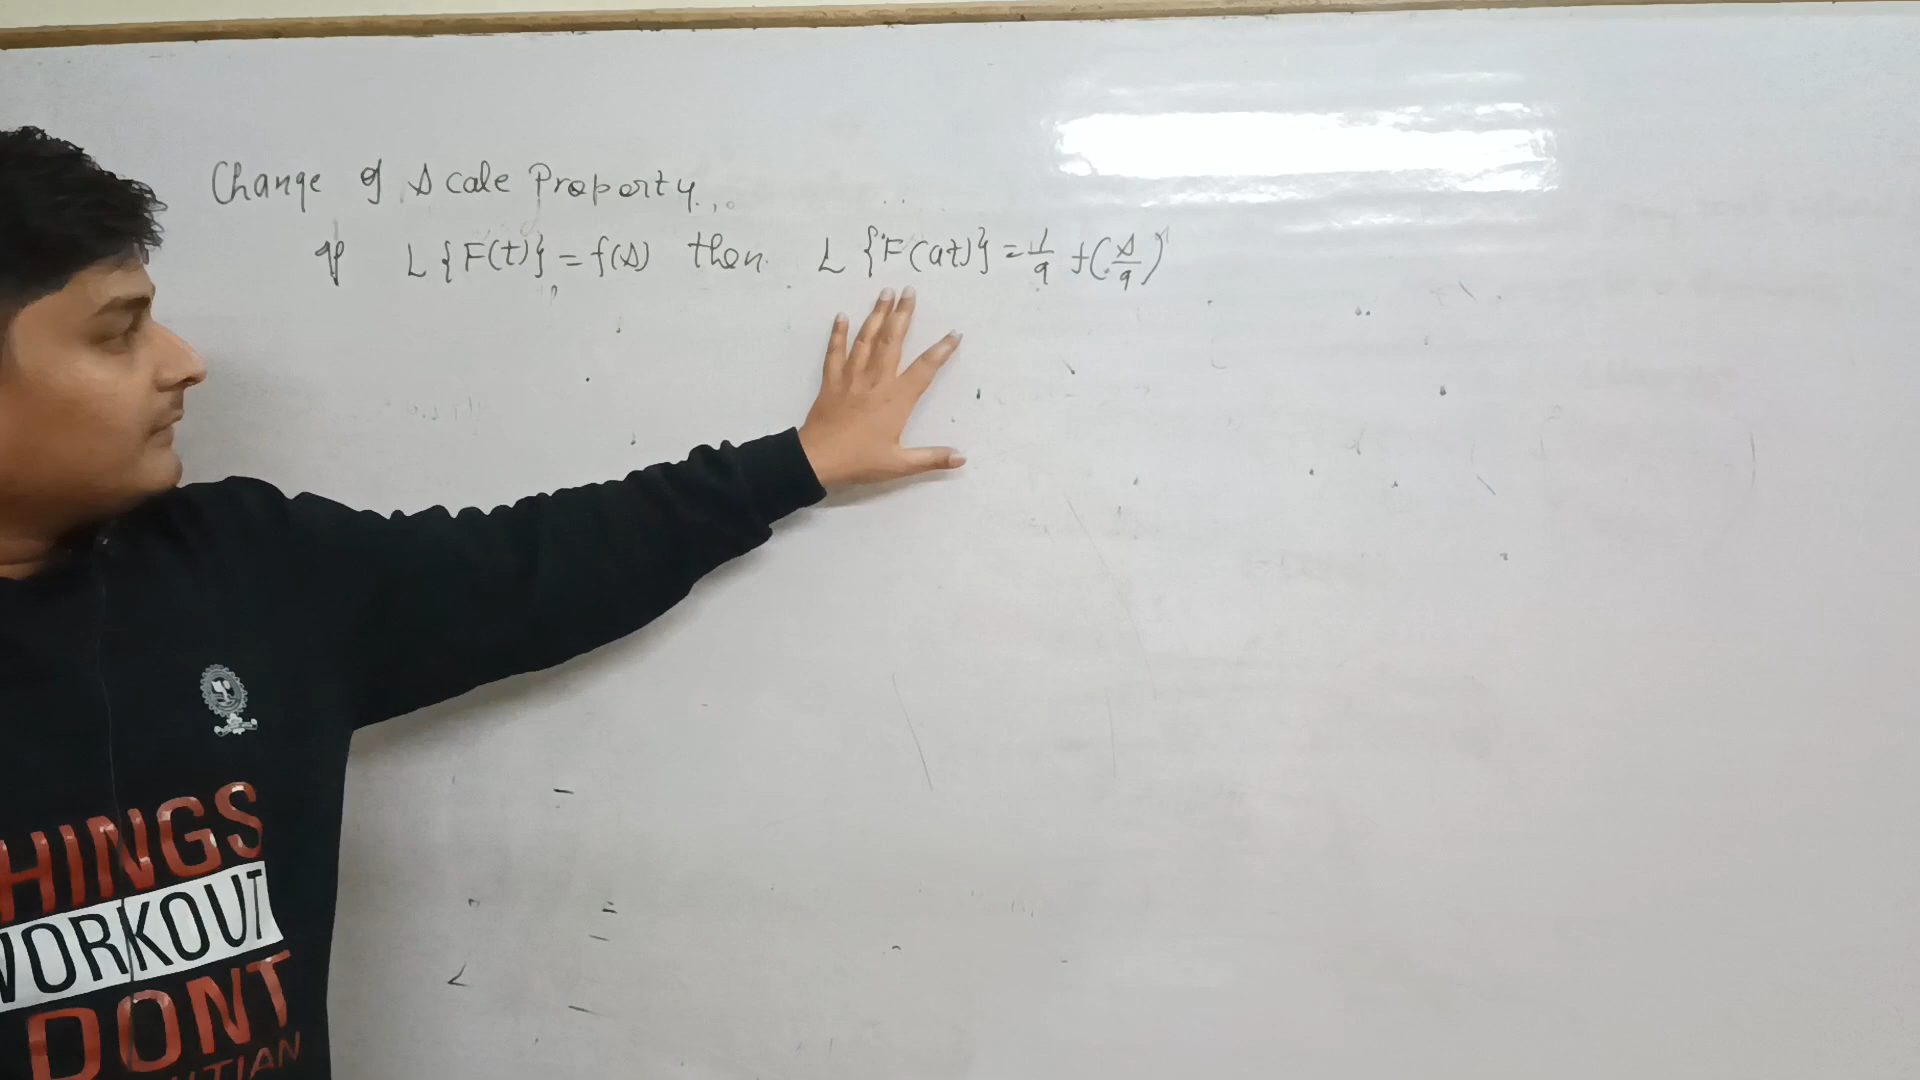 Change of Scale Property
If L{F(t)} = f(s) then L{F(at)} = 1/a f(s/a)
HINGS
WORKOUT
DONT